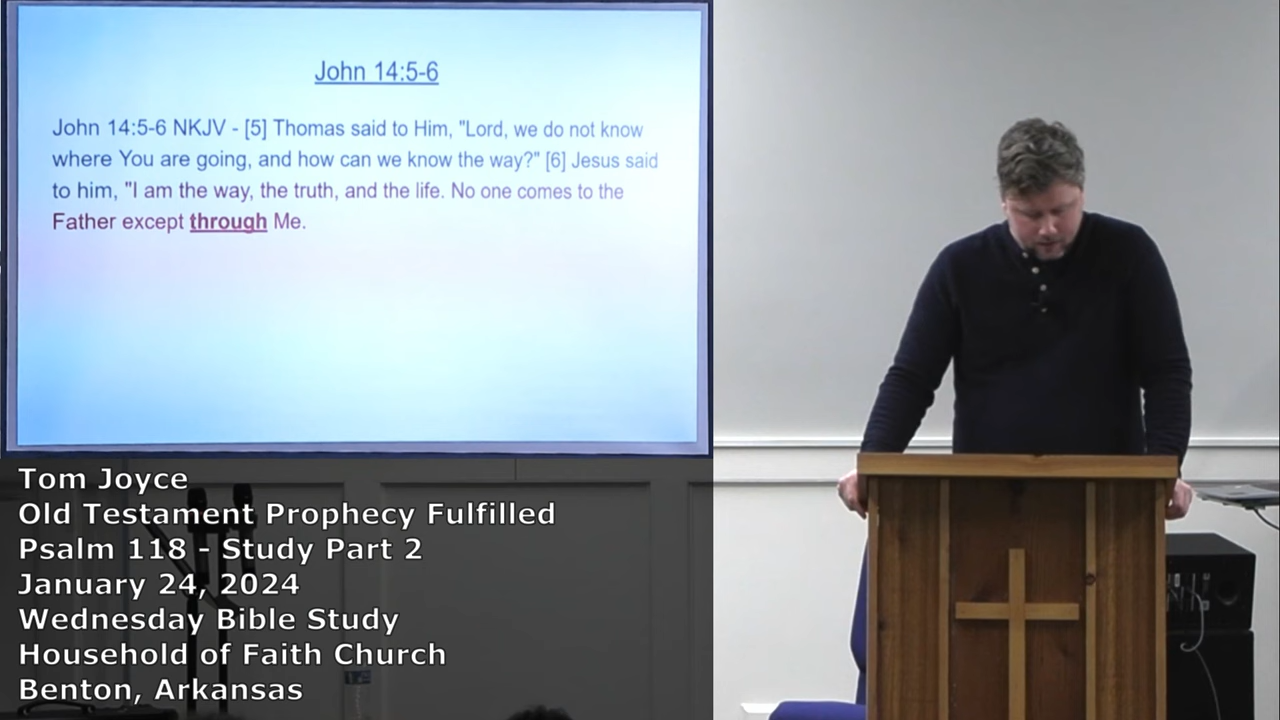 John 14:5-6
John 14:5-6 NKJV - [5] Thomas said to Him, "Lord, we do not know
where You are going, and how can we know the way?" [6] Jesus said
to him, "I am the way, the truth, and the life. No one comes to the
Father except through Me.
Tom Joyce
Old Testament Prophecy Fulfilled
Psalm 118 - Study Part 2
January 24, 2024
Wednesday Bible Study
Household of Faith Church
Benton, Arkansas